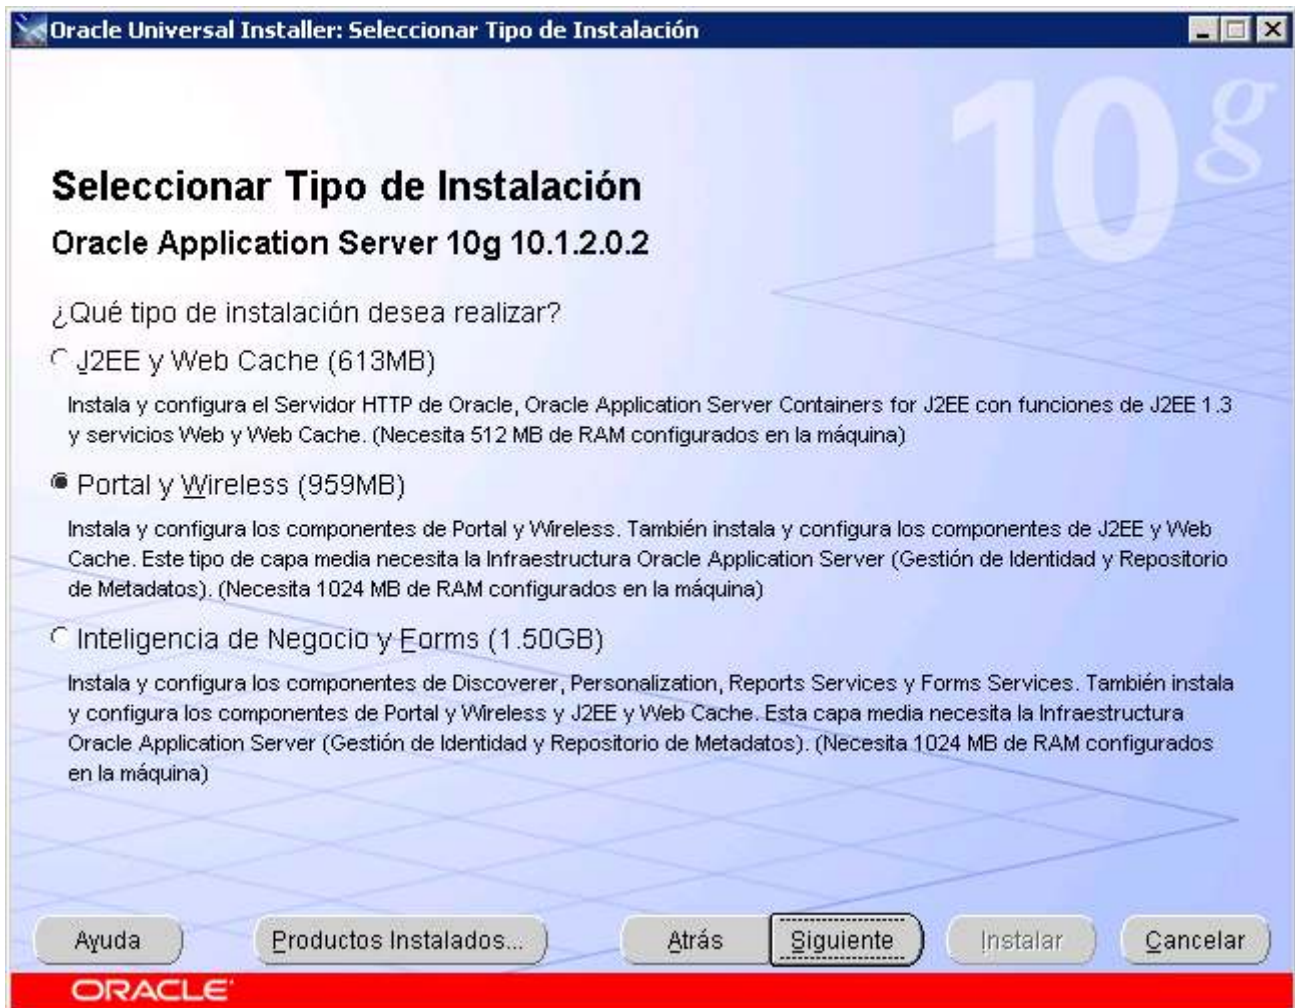 Oracle Universal Installer: Seleccionar Tipo de Instalación
10g
Seleccionar Tipo de Instalación
Oracle Application Server 10g 10.1.2.0.2
¿Qué tipo de instalación desea realizar?
J2EE y Web Cache (613MB)
Instala y configura el Servidor HTTP de Oracle, Oracle Application Server Containers for J2EE con funciones de J2EE 1.3
y servicios Web y Web Cache. (Necesita 512 MB de RAM configurados en la máquina)
Portal y Wireless (959MB)
Instala y configura los componentes de Portal y Wireless. También instala y configura los componentes de J2EE y Web
Cache. Este tipo de capa media necesita la Infraestructura Oracle Application Server (Gestión de Identidad y Repositorio
de Metadatos). (Necesita 1024 MB de RAM configurados en la máquina)
Inteligencia de Negocio y Forms (1.50GB)
Instala y configura los componentes de Discoverer, Personalization, Reports Services y Forms Services. También instala
y configura los componentes de Portal y Wireless y J2EE y Web Cache. Esta capa media necesita la Infraestructura
Oracle Application Server (Gestión de Identidad y Repositorio de Metadatos). (Necesita 1024 MB de RAM configurados
en la máquina)
Ayuda Productos Instalados... Atrás Siguiente Instalar Cancelar
ORACLE